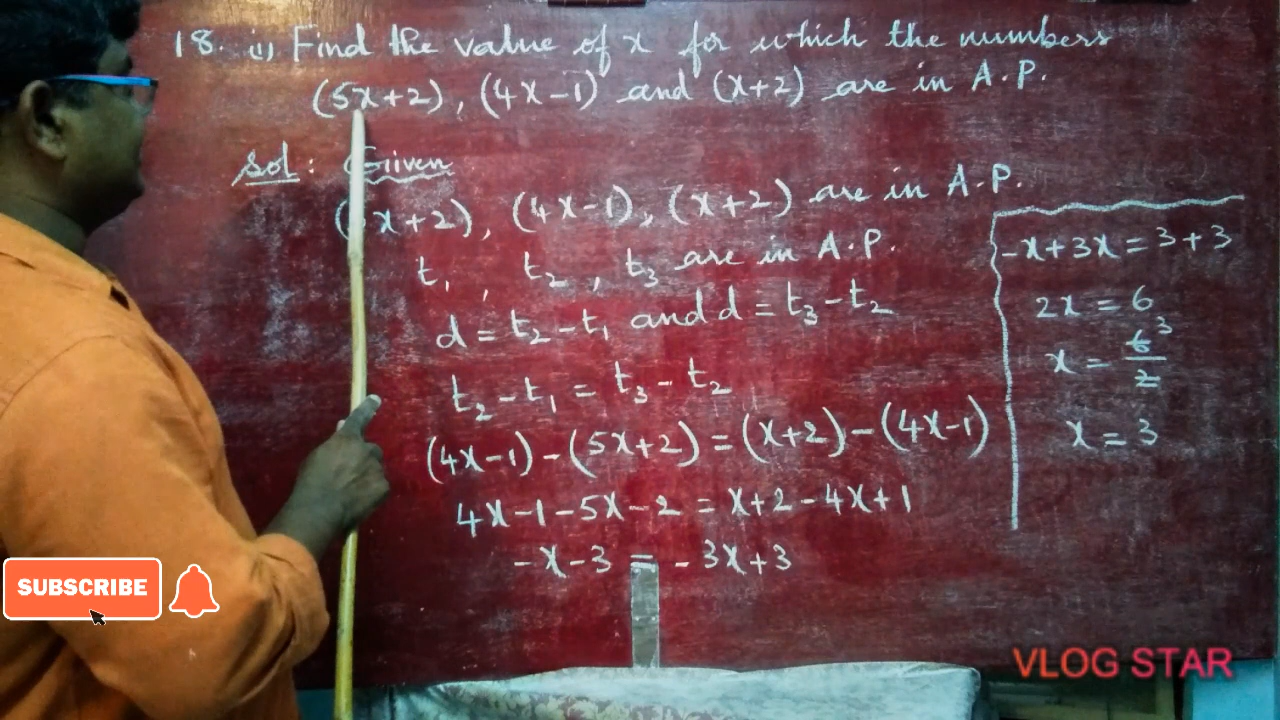 18. i) Find the value of x for which the numbers
(5x+2), (4x-1) and (x+2) are in A.P.
Sol: Given
( x+2), (4x-1), (x+2) are in A.P.
t₁, t₂, t₃ are in A.P.
d = t₂-t₁ and d = t₃-t₂
t₂-t₁ = t₃-t₂
(4x-1)-(5x+2)=(x+2)-(4x-1)
4x-1-5x-2 = x+2-4x+1
-x-3 = -3x+3
-x+3x=3+3
2x = 6
x = 6/2 3
x = 3
SUBSCRIBE
VLOG STAR